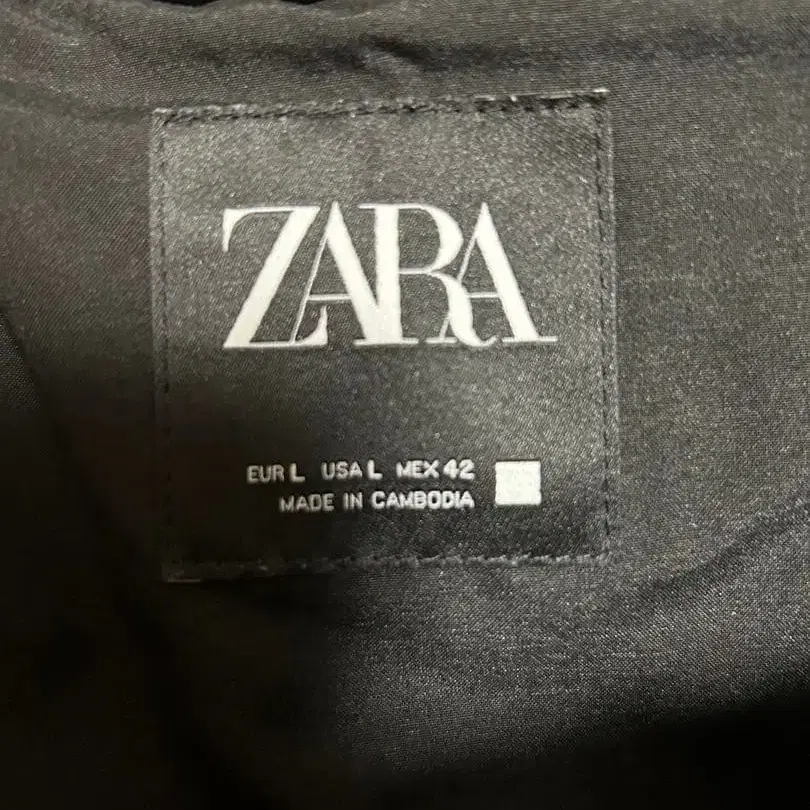 ZARA
EUR L USA L MEX 42
MADE IN CAMBODIA